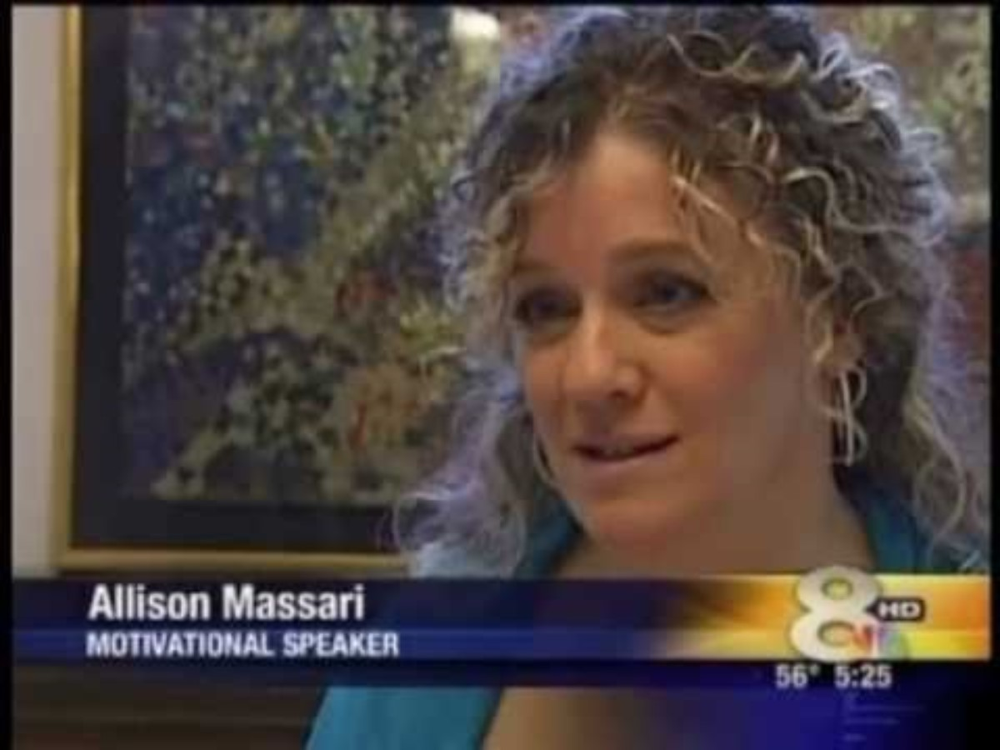 Allison Massari
MOTIVATIONAL SPEAKER
8 HD
56° 5:25